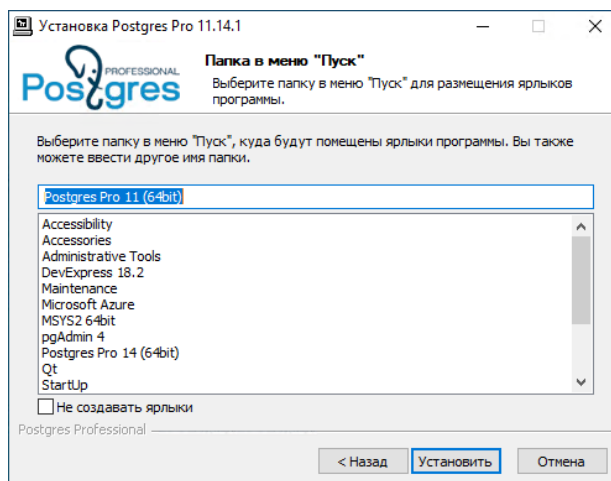 Установка Postgres Pro 11.14.1
PROFESSIONAL
Postgres
Папка в меню "Пуск"
Выберите папку в меню "Пуск" для размещения ярлыков
программы.
Выберите папку в меню "Пуск", куда будут помещены ярлыки программы. Вы также
можете ввести другое имя папки.
Postgres Pro 11 (64bit)
Accessibility
Accessories
Administrative Tools
DevExpress 18.2
Maintenance
Microsoft Azure
MSYS2 64bit
pgAdmin 4
Postgres Pro 14 (64bit)
Qt
StartUp
Не создавать ярлыки
Postgres Professional
< Назад Установить Отмена